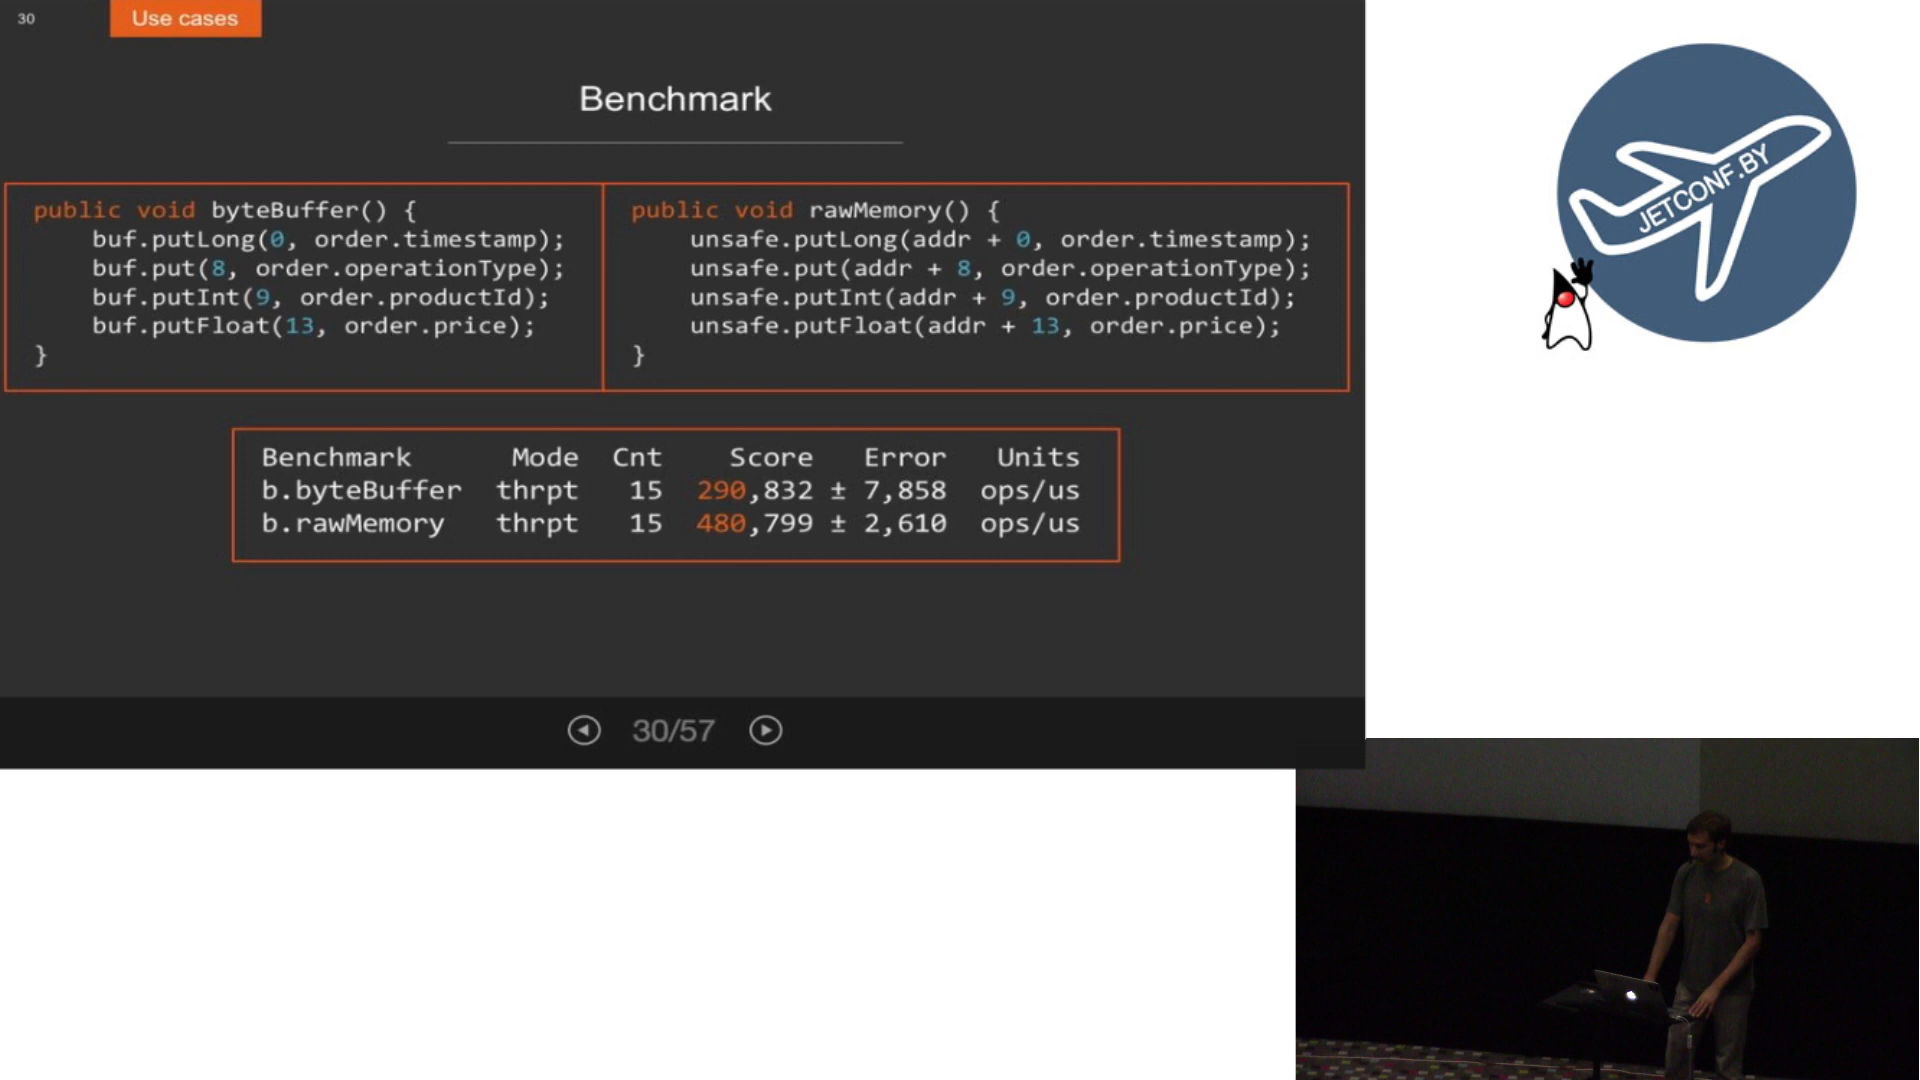 30
Use cases
Benchmark
public void byteBuffer() {
buf.putLong(0, order.timestamp);
buf.put(8, order.operationType);
buf.putInt(9, order.productId);
buf.putFloat(13, order.price);
}
public void rawMemory() {
unsafe.putLong(addr + 0, order.timestamp);
unsafe.put(addr + 8, order.operationType);
unsafe.putInt(addr + 9, order.productId);
unsafe.putFloat(addr + 13, order.price);
}
Benchmark Mode Cnt Score Error Units
b.byteBuffer thrpt 15 290,832 ± 7,858 ops/us
b.rawMemory thrpt 15 480,799 ± 2,610 ops/us
30/57
JETCONF.BY